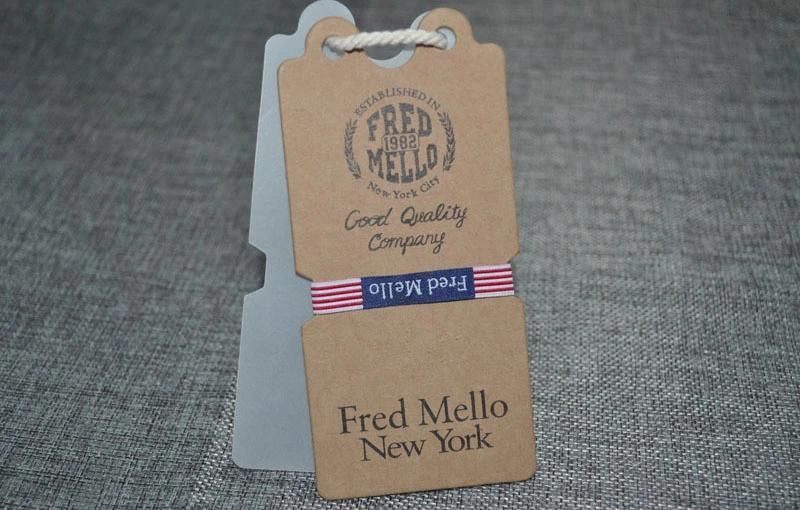 ESTABLISHED IN
FRED
1982
MELLO
New York City
Good Quality
Company
Fred Mello
Fred Mello
New York